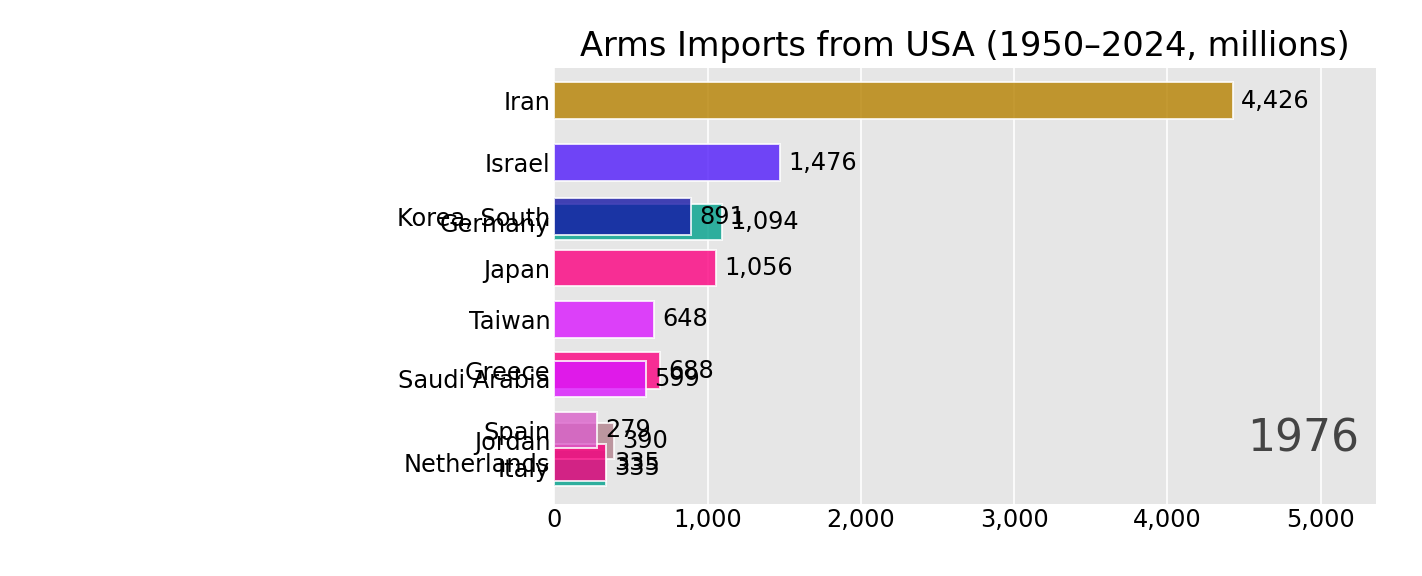 Arms Imports from USA (1950–2024, millions)
Iran 4,426
Israel 1,476
Korea, South 891
Germany 1,094
Japan 1,056
Taiwan 648
Greece 688
Saudi Arabia 599
Spain 279
Jordan 390
Netherlands 335
Italy 335
1976
0 1,000 2,000 3,000 4,000 5,000